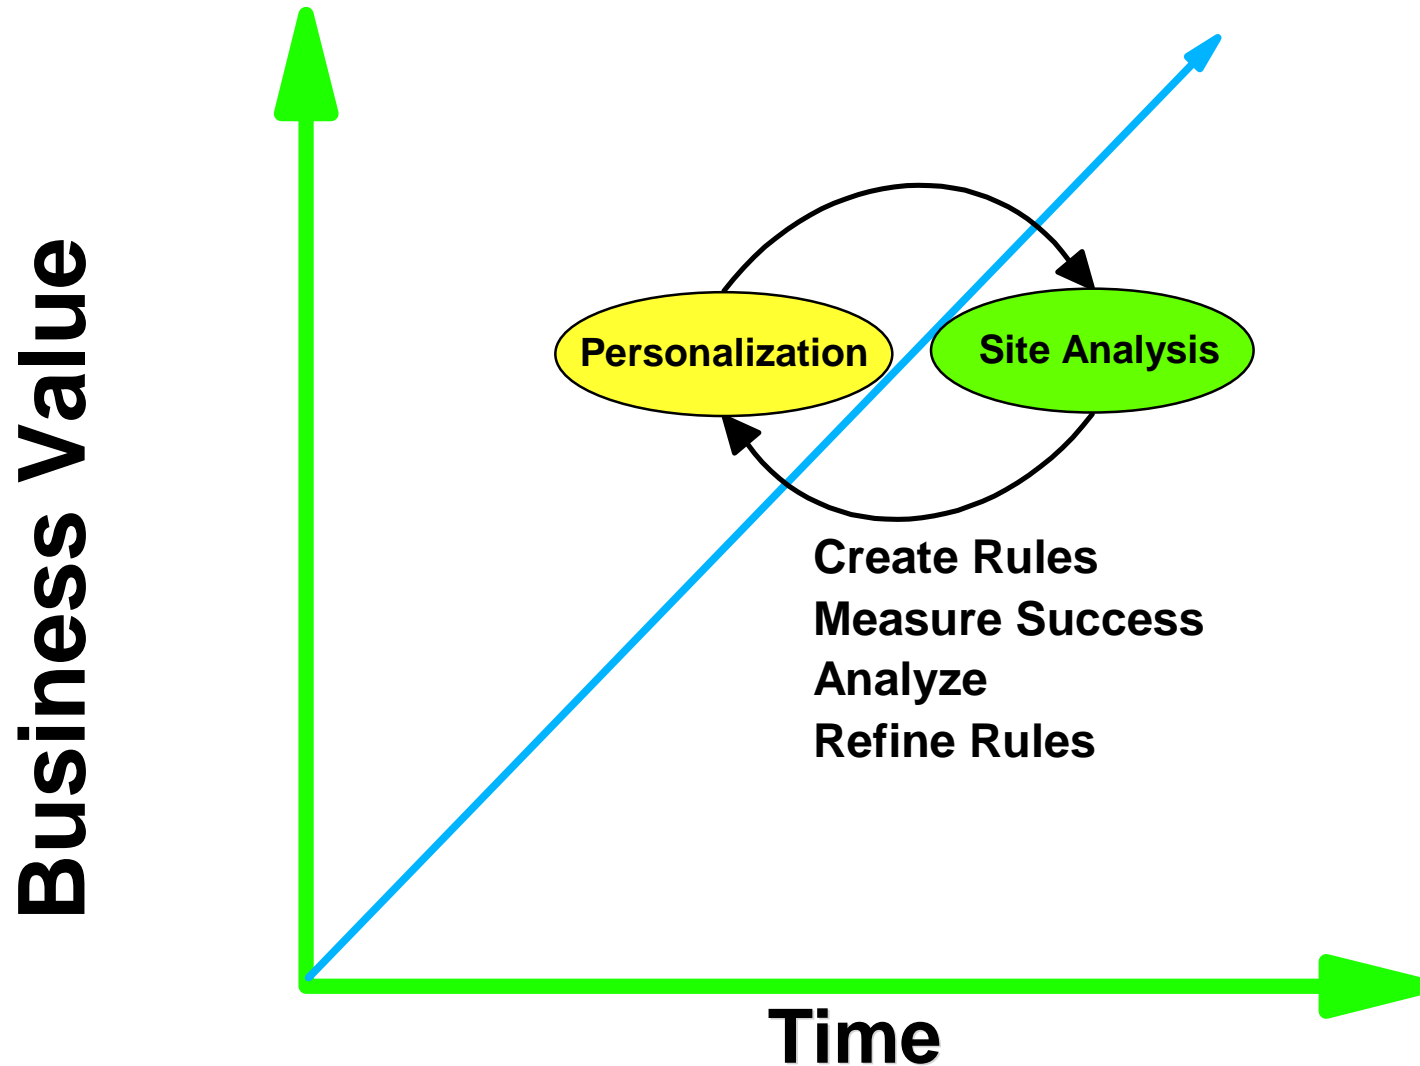 Business Value
Personalization
Site Analysis
Create Rules
Measure Success
Analyze
Refine Rules
Time